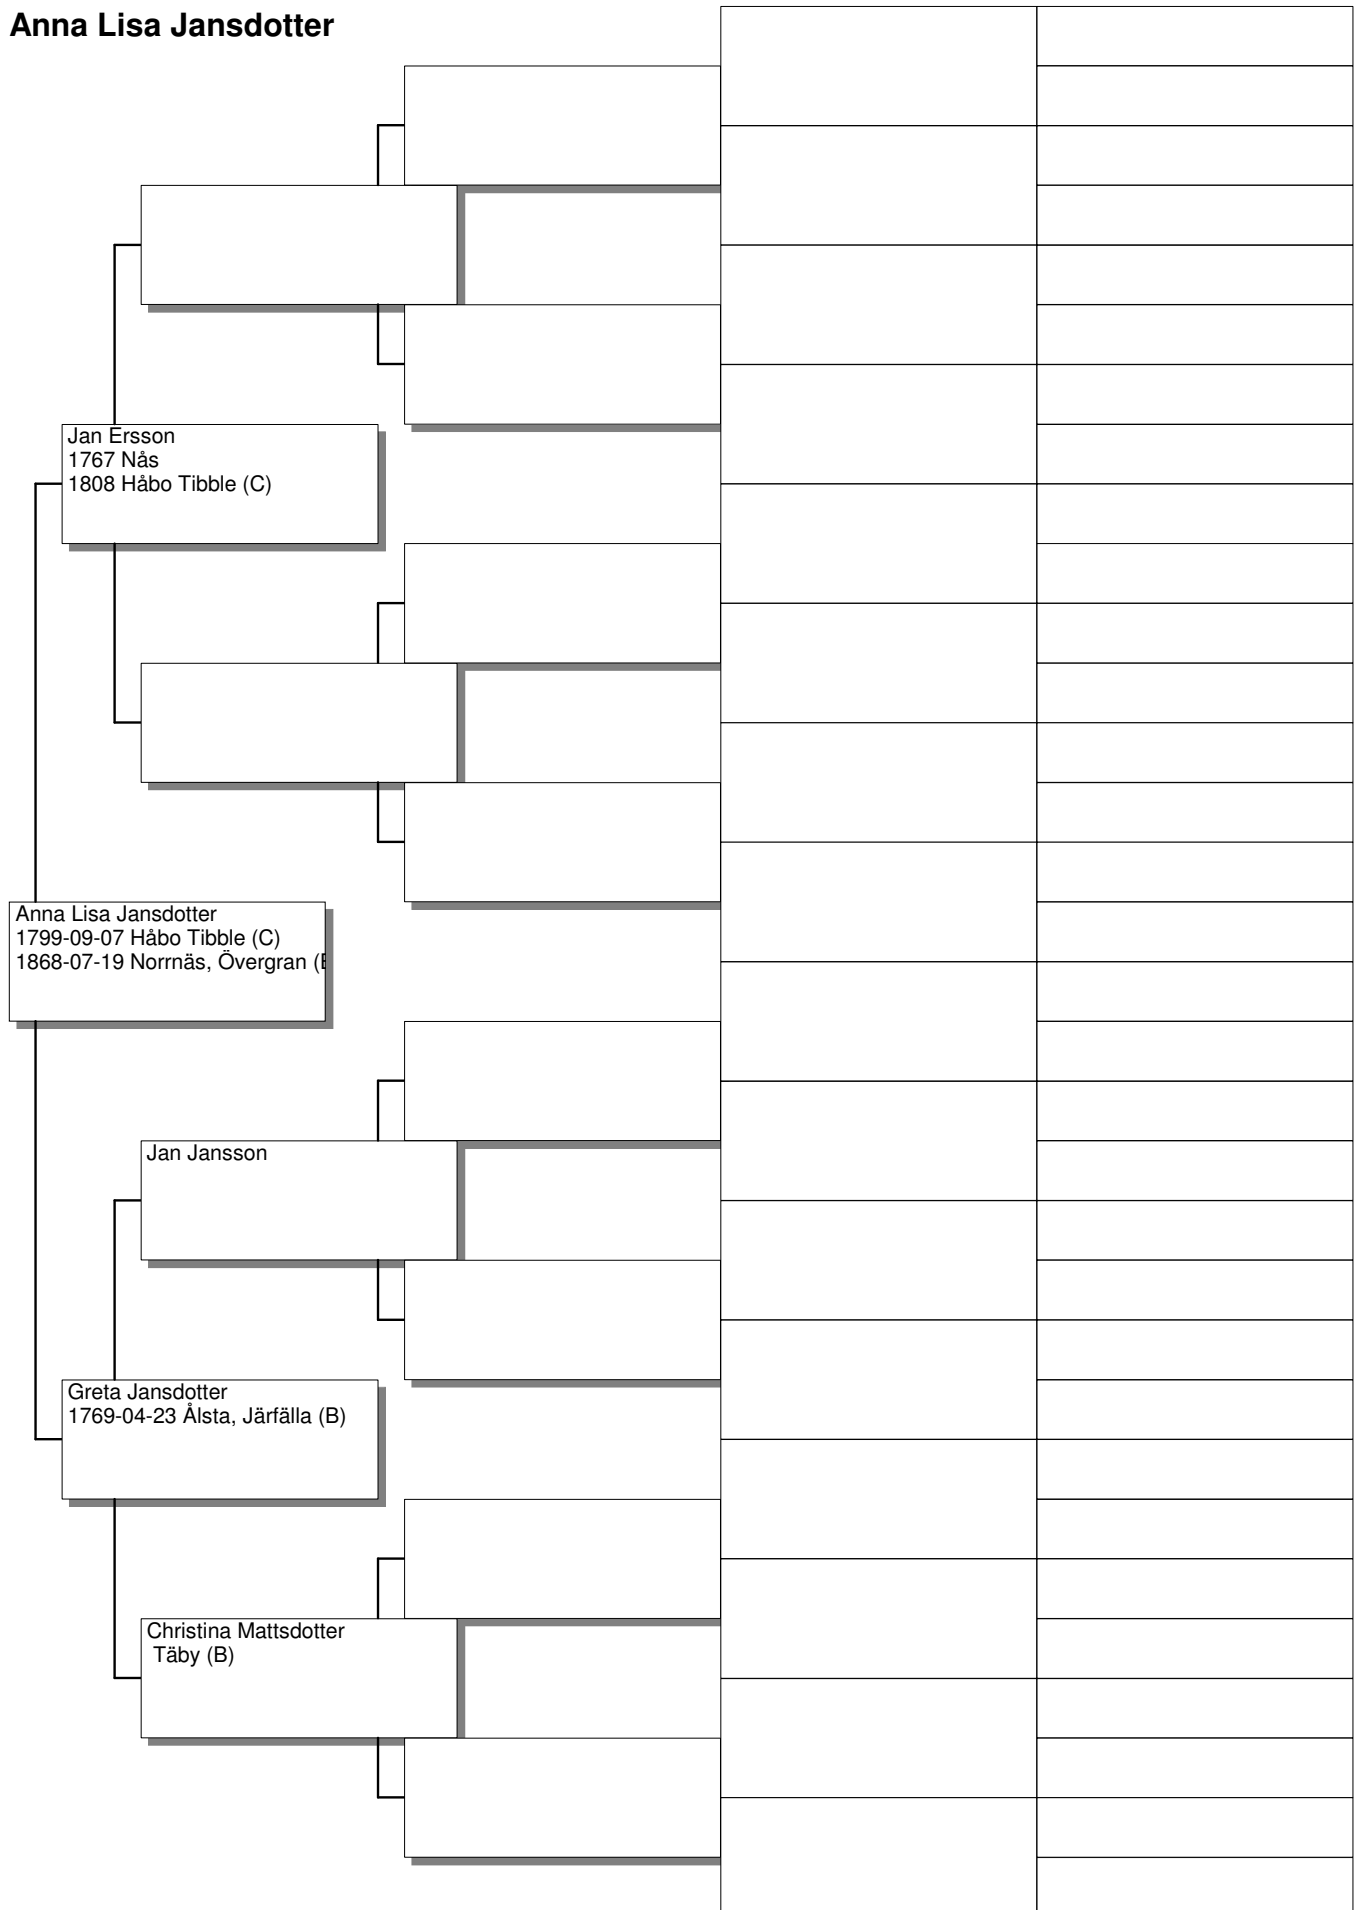 Anna Lisa Jansdotter
Jan Ersson
1767 Nås
1808 Håbo Tibble (C)
Anna Lisa Jansdotter
1799-09-07 Håbo Tibble (C)
1868-07-19 Norrnäs, Övergran (
Jan Jansson
Greta Jansdotter
1769-04-23 Ålsta, Järfälla (B)
Christina Mattsdotter
Täby (B)